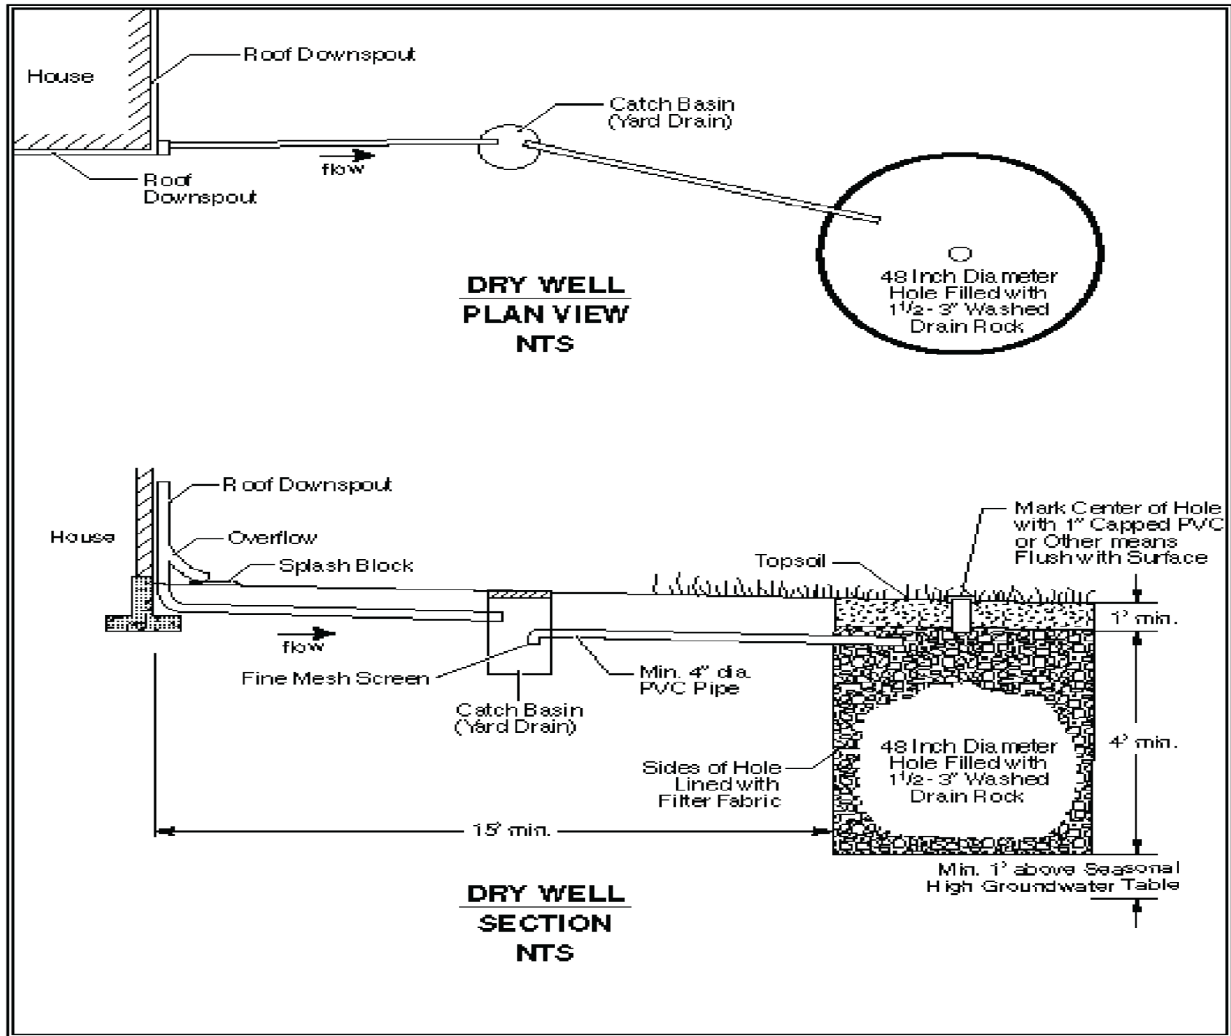 House
Roof Downspout
Catch Basin
(Yard Drain)
flow
Roof
Downspout
48 Inch Diameter
Hole Filled with
1 1/2 - 3" Washed
Drain Rock
DRY WELL
PLAN VIEW
NTS
Roof Downspout
House
Overflow
Splash Block
Mark Center of Hole
with 1" Capped PVC
or Other means
Flush with Surface
Topsoil
1' min.
flow
Fine Mesh Screen
Min. 4" dia.
PVC Pipe
Catch Basin
(Yard Drain)
4' min.
48 Inch Diameter
Hole Filled with
1 1/2 - 3" Washed
Drain Rock
Sides of Hole
Lined with
Filter Fabric
15' min.
Min. 1' above Seasonal
High Groundwater Table
DRY WELL
SECTION
NTS